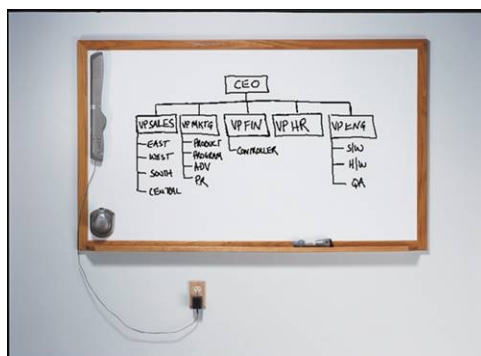 CEO
VP SALES
EAST
WEST
SOUTH
CENTRAL
VP MKTG
PRODUCT
PROGRAM
ADV
PR
VP FIN
CONTROLLER
VP HR
VP ENG
S/W
H/W
QA